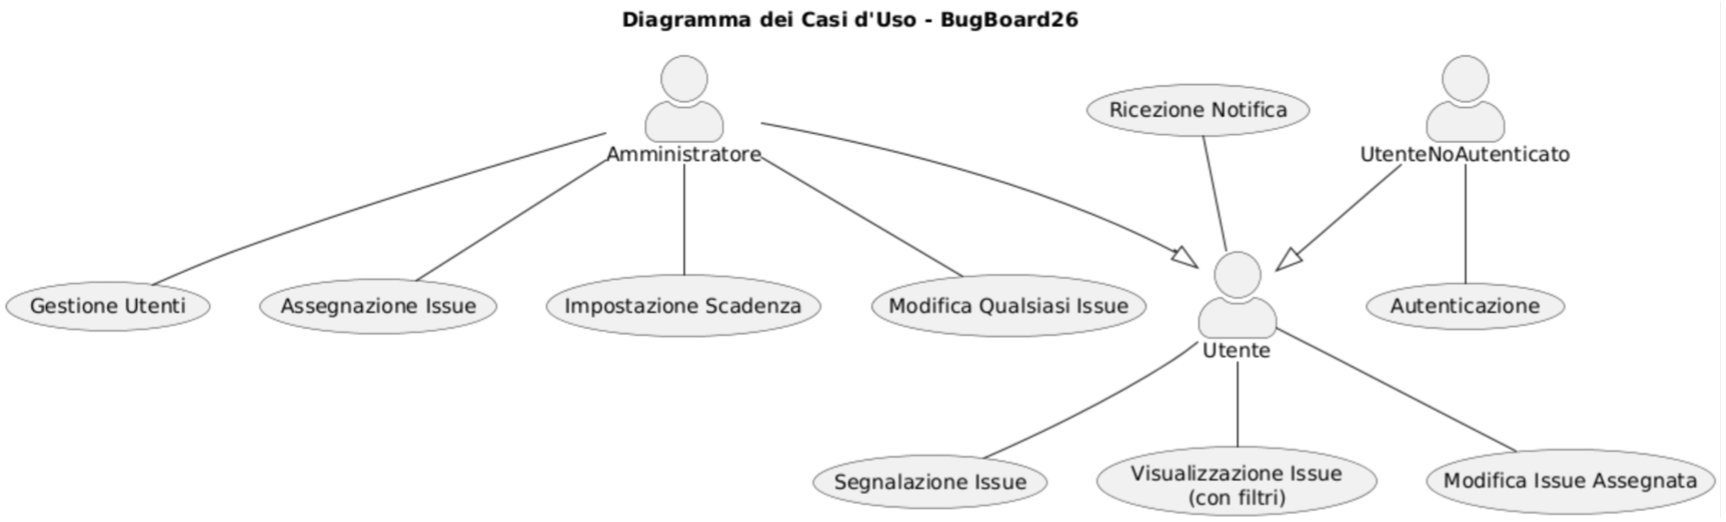 Diagramma dei Casi d'Uso - BugBoard26
Ricezione Notifica
Amministratore
UtenteNoAutenticato
Gestione Utenti
Assegnazione Issue
Impostazione Scadenza
Modifica Qualsiasi Issue
Autenticazione
Utente
Segnalazione Issue
Visualizzazione Issue
(con filtri)
Modifica Issue Assegnata